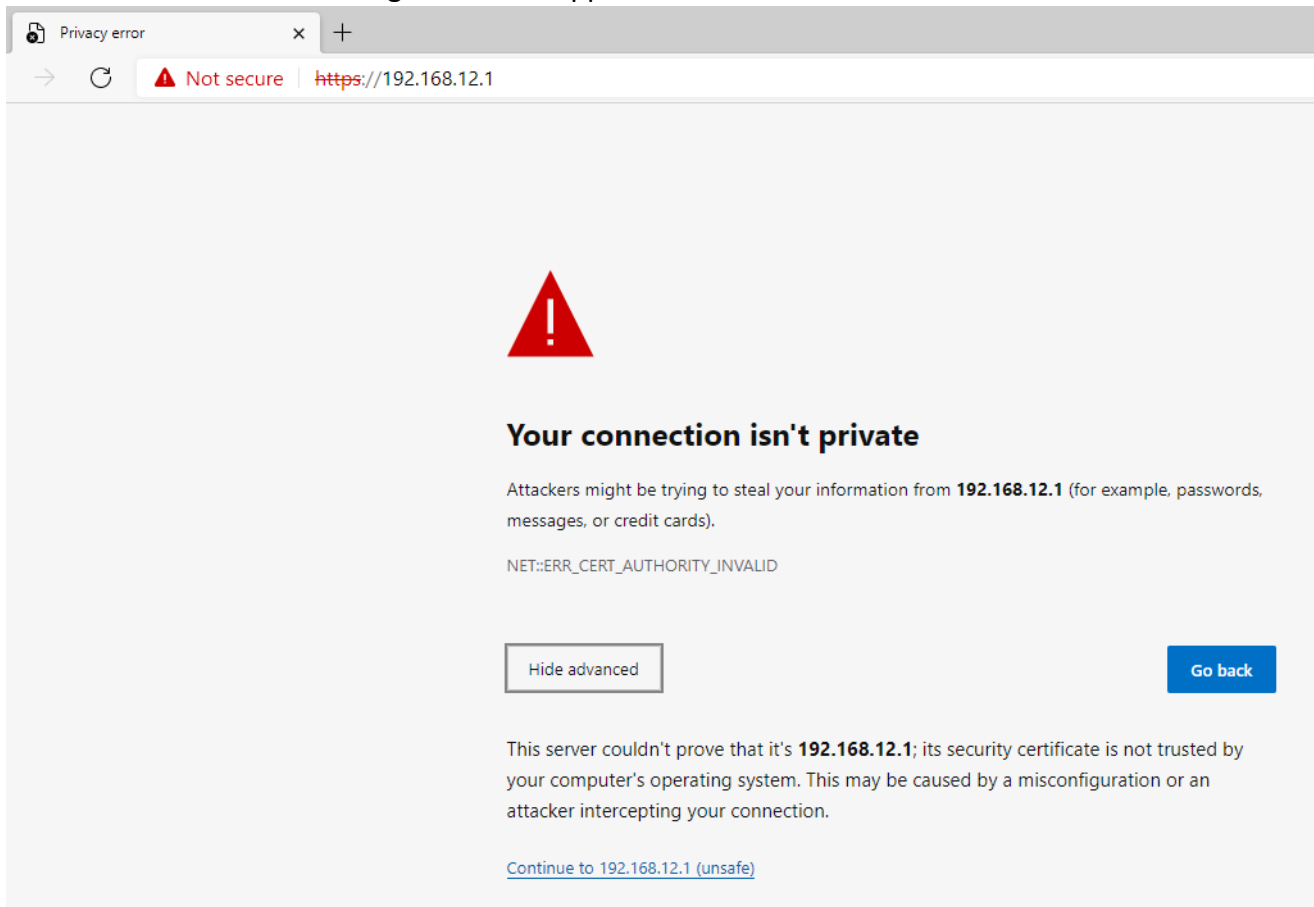 Privacy error
Not secure https://192.168.12.1
Your connection isn't private
Attackers might be trying to steal your information from 192.168.12.1 (for example, passwords,
messages, or credit cards).
NET::ERR_CERT_AUTHORITY_INVALID
Hide advanced
Go back
This server couldn't prove that it's 192.168.12.1; its security certificate is not trusted by
your computer's operating system. This may be caused by a misconfiguration or an
attacker intercepting your connection.
Continue to 192.168.12.1 (unsafe)